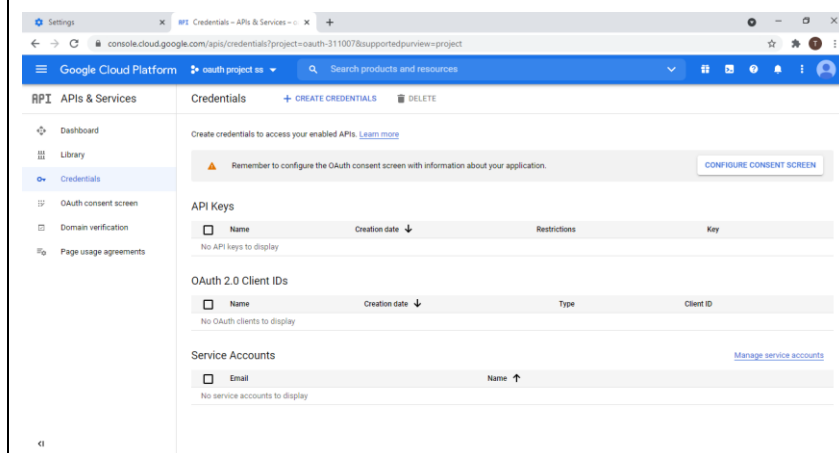 Settings
API Credentials – APIs & Services – o
console.cloud.google.com/apis/credentials?project=oauth-311007&supportedpurview=project
T
Google Cloud Platform oauth project ss Search products and resources
API APIs & Services
Credentials + CREATE CREDENTIALS DELETE
Dashboard
Library
Credentials
OAuth consent screen
Domain verification
Page usage agreements
Create credentials to access your enabled APIs. Learn more
Remember to configure the OAuth consent screen with information about your application. CONFIGURE CONSENT SCREEN
API Keys
Name Creation date Restrictions Key
No API keys to display
OAuth 2.0 Client IDs
Name Creation date Type Client ID
No OAuth clients to display
Service Accounts Manage service accounts
Email Name
No service accounts to display